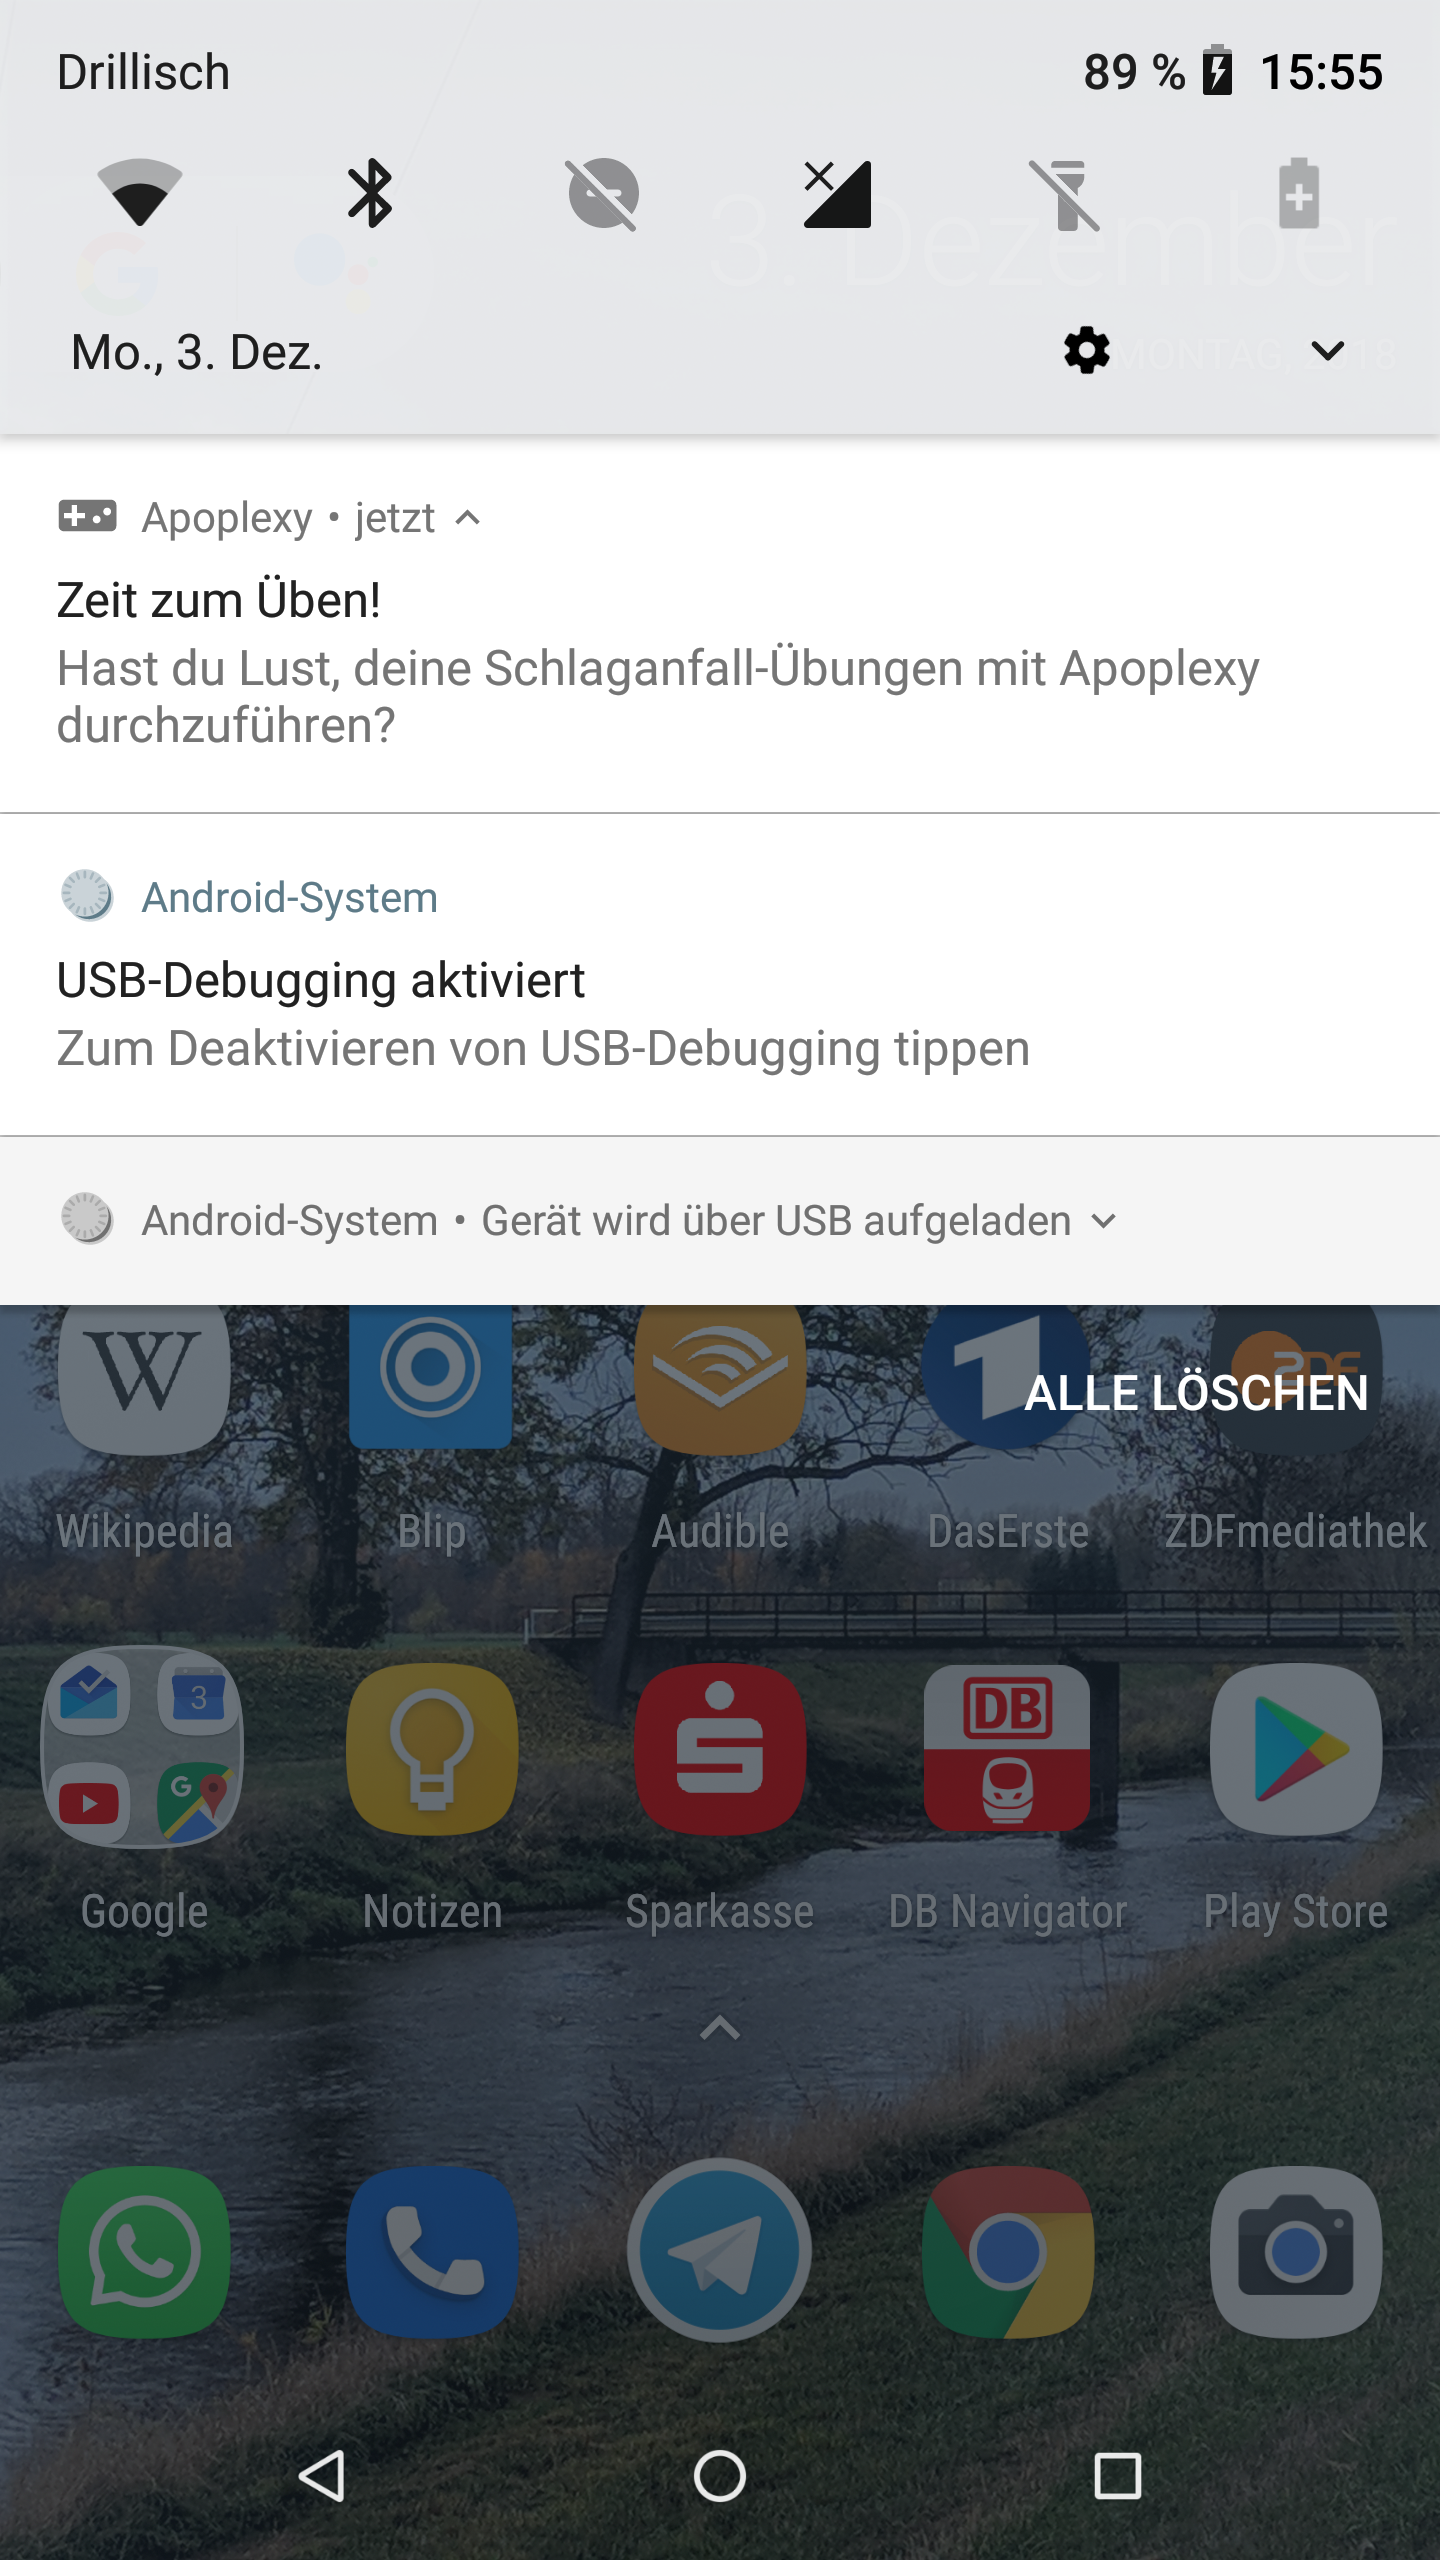 Drillisch
89 % 15:55
3. Dezember
Mo., 3. Dez.
MONTAG, 2018
Apoplexy • jetzt
Zeit zum Üben!
Hast du Lust, deine Schlaganfall-Übungen mit Apoplexy
durchzuführen?
Android-System
USB-Debugging aktiviert
Zum Deaktivieren von USB-Debugging tippen
Android-System • Gerät wird über USB aufgeladen
W
1
ZDF
ALLE LÖSCHEN
Wikipedia
Blip
Audible
DasErste
ZDFmediathek
3
DB
G
Google
Notizen
Sparkasse
DB Navigator
Play Store